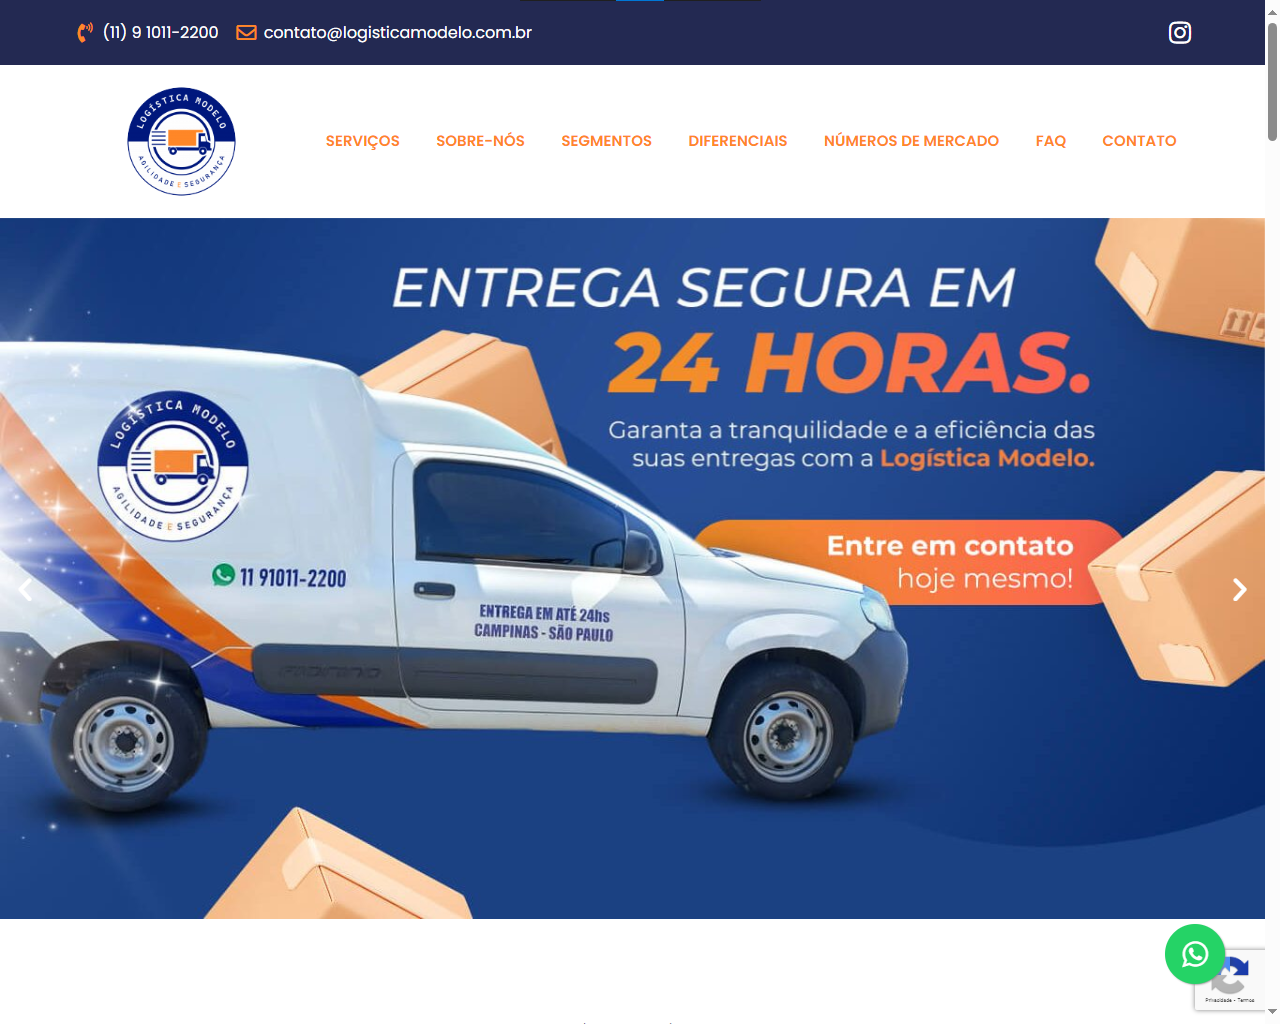 (11) 9 1011-2200
contato@logisticamodelo.com.br
LOGÍSTICA MODELO
AGILIDADE E SEGURANÇA
SERVIÇOS
SOBRE-NÓS
SEGMENTOS
DIFERENCIAIS
NÚMEROS DE MERCADO
FAQ
CONTATO
ENTREGA SEGURA EM
24 HORAS.
Garanta a tranquilidade e a eficiência das
suas entregas com a Logística Modelo.
Entre em contato
hoje mesmo!
LOGÍSTICA MODELO
AGILIDADE E SEGURANÇA
11 91011-2200
ENTREGA EM ATÉ 24hs
CAMPINAS - SÃO PAULO
FIORINO
Privacidade - Termos